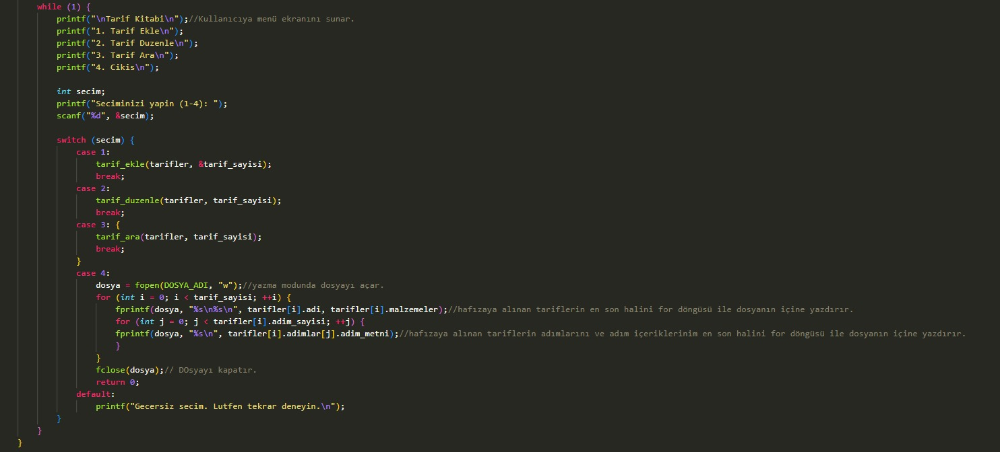 while (1) {
printf("\nTarif Kitabi\n");//Kullanıcıya menü ekranını sunar.
printf("1. Tarif Ekle\n");
printf("2. Tarif Duzenle\n");
printf("3. Tarif Ara\n");
printf("4. Cikis\n");
int secim;
printf("Seciminizi yapin (1-4): ");
scanf("%d", &secim);
switch (secim) {
case 1:
tarif_ekle(tarifler, &tarif_sayisi);
break;
case 2:
tarif_duzenle(tarifler, tarif_sayisi);
break;
case 3: {
tarif_ara(tarifler, tarif_sayisi);
break;
}
case 4:
dosya = fopen(DOSYA_ADI, "w");//yazma modunda dosyayı açar.
for (int i = 0; i < tarif_sayisi; ++i) {
fprintf(dosya, "%s\n%s\n", tarifler[i].adi, tarifler[i].malzemeler);//hafızaya alınan tariflerin en son halini for döngüsü ile dosyanın içine yazdırır.
for (int j = 0; j < tarifler[i].adim_sayisi; ++j) {
fprintf(dosya, "%s\n", tarifler[i].adimlar[j].adim_metni);//hafızaya alınan tariflerin adımlarını ve adım içeriklerinim en son halini for döngüsü ile dosyanın içine yazdırır.
}
}
fclose(dosya);// DOsyayı kapatır.
return 0;
default:
printf("Gecersiz secim. Lutfen tekrar deneyin.\n");
}
}
}